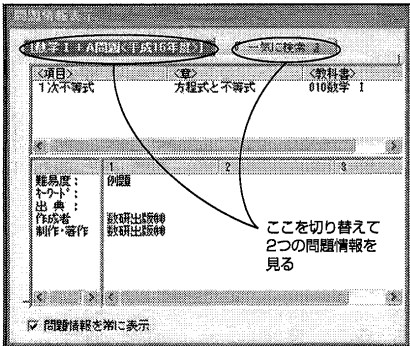 問題情報表示
[数学Ⅰ+A問題<平成16年度>]
『 一気に検索 』
<項目> <章> <教科書>
1次不等式 方程式と不等式 010数学 Ⅰ
1 2 3
難易度： 例題
キーワード：
出 典：
作成者 数研出版㈱
制作・著作 数研出版㈱
ここを切り替えて
2つの問題情報を
見る
問題情報を常に表示